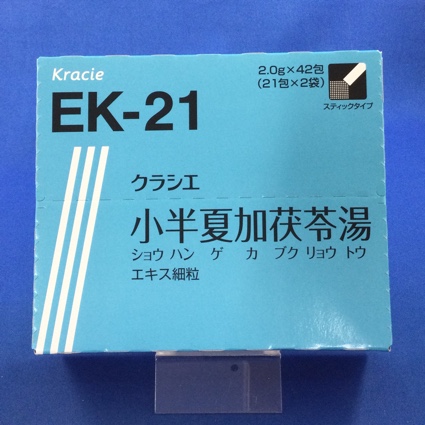 Kracie
2.0g×42包
(21包×2袋)
スティックタイプ
EK-21
クラシエ
小半夏加茯苓湯
ショウ ハン ゲ カ ブク リョウ トウ
エキス細粒